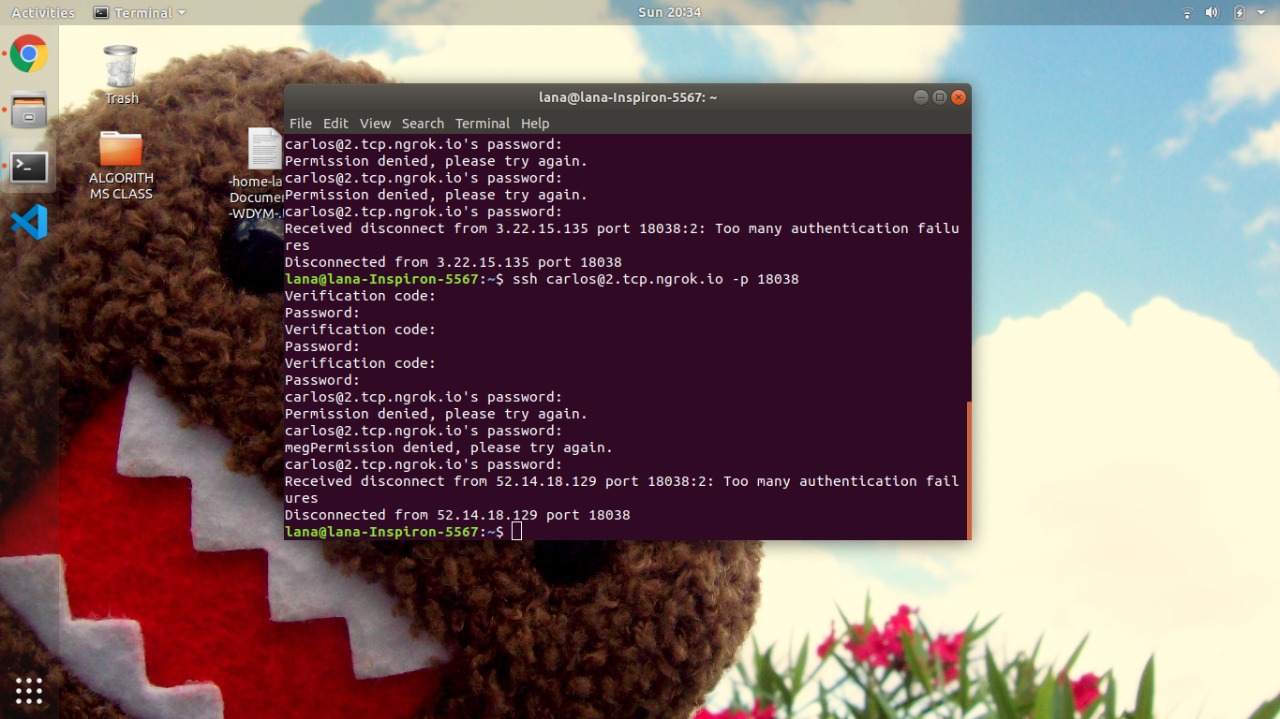 Activities
Terminal
Sun 20:34
Trash
ALGORITH
MS CLASS
-home-la
Documen
-WDYM-.
lana@lana-Inspiron-5567: ~
File Edit View Search Terminal Help
carlos@2.tcp.ngrok.io's password:
Permission denied, please try again.
carlos@2.tcp.ngrok.io's password:
Permission denied, please try again.
carlos@2.tcp.ngrok.io's password:
Received disconnect from 3.22.15.135 port 18038:2: Too many authentication failu
res
Disconnected from 3.22.15.135 port 18038
lana@lana-Inspiron-5567:~$ ssh carlos@2.tcp.ngrok.io -p 18038
Verification code:
Password:
Verification code:
Password:
Verification code:
Password:
carlos@2.tcp.ngrok.io's password:
Permission denied, please try again.
carlos@2.tcp.ngrok.io's password:
megPermission denied, please try again.
carlos@2.tcp.ngrok.io's password:
Received disconnect from 52.14.18.129 port 18038:2: Too many authentication fail
ures
Disconnected from 52.14.18.129 port 18038
lana@lana-Inspiron-5567:~$